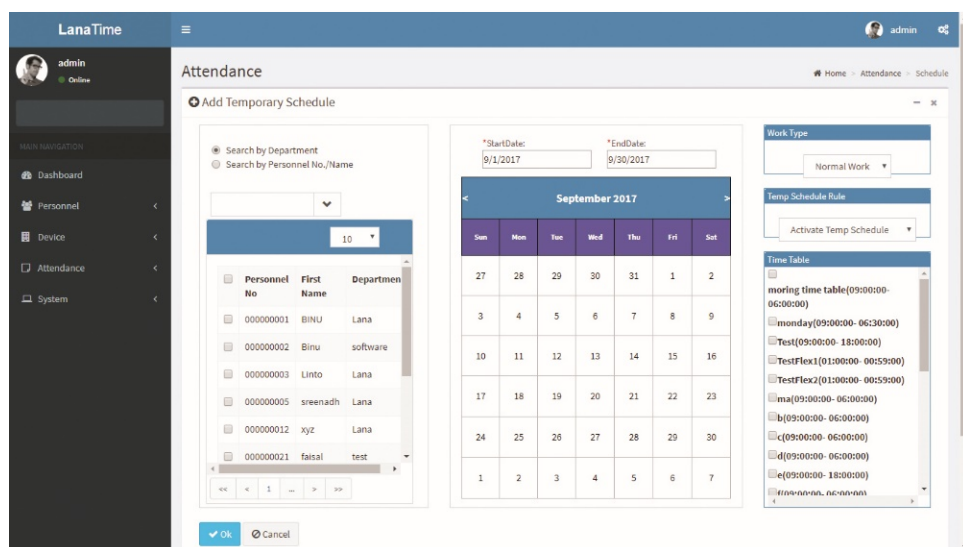 LanaTime
admin
admin
Online
Attendance
Home > Attendance > Schedule
Add Temporary Schedule
MAIN NAVIGATION
Dashboard
Personnel
Device
Attendance
System
Search by Department
Search by Personnel No./Name
10
Personnel No First Name Departmen
000000001 BINU Lana
000000002 Binu software
000000003 Linto Lana
000000005 sreenadh Lana
000000012 xyz Lana
000000021 faisal test
<< < 1 ... > >>
*StartDate: *EndDate:
9/1/2017 9/30/2017
< September 2017 >
Sun Mon Tue Wed Thu Fri Sat
27 28 29 30 31 1 2
3 4 5 6 7 8 9
10 11 12 13 14 15 16
17 18 19 20 21 22 23
24 25 26 27 28 29 30
1 2 3 4 5 6 7
Work Type
Normal Work
Temp Schedule Rule
Activate Temp Schedule
Time Table
moring time table(09:00:00-
06:00:00)
monday(09:00:00- 06:30:00)
Test(09:00:00- 18:00:00)
TestFlex1(01:00:00- 00:59:00)
TestFlex2(01:00:00- 00:59:00)
ma(09:00:00- 06:00:00)
b(09:00:00- 06:00:00)
c(09:00:00- 06:00:00)
d(09:00:00- 06:00:00)
e(09:00:00- 18:00:00)
f(09:00:00- 06:00:00)
Ok Cancel